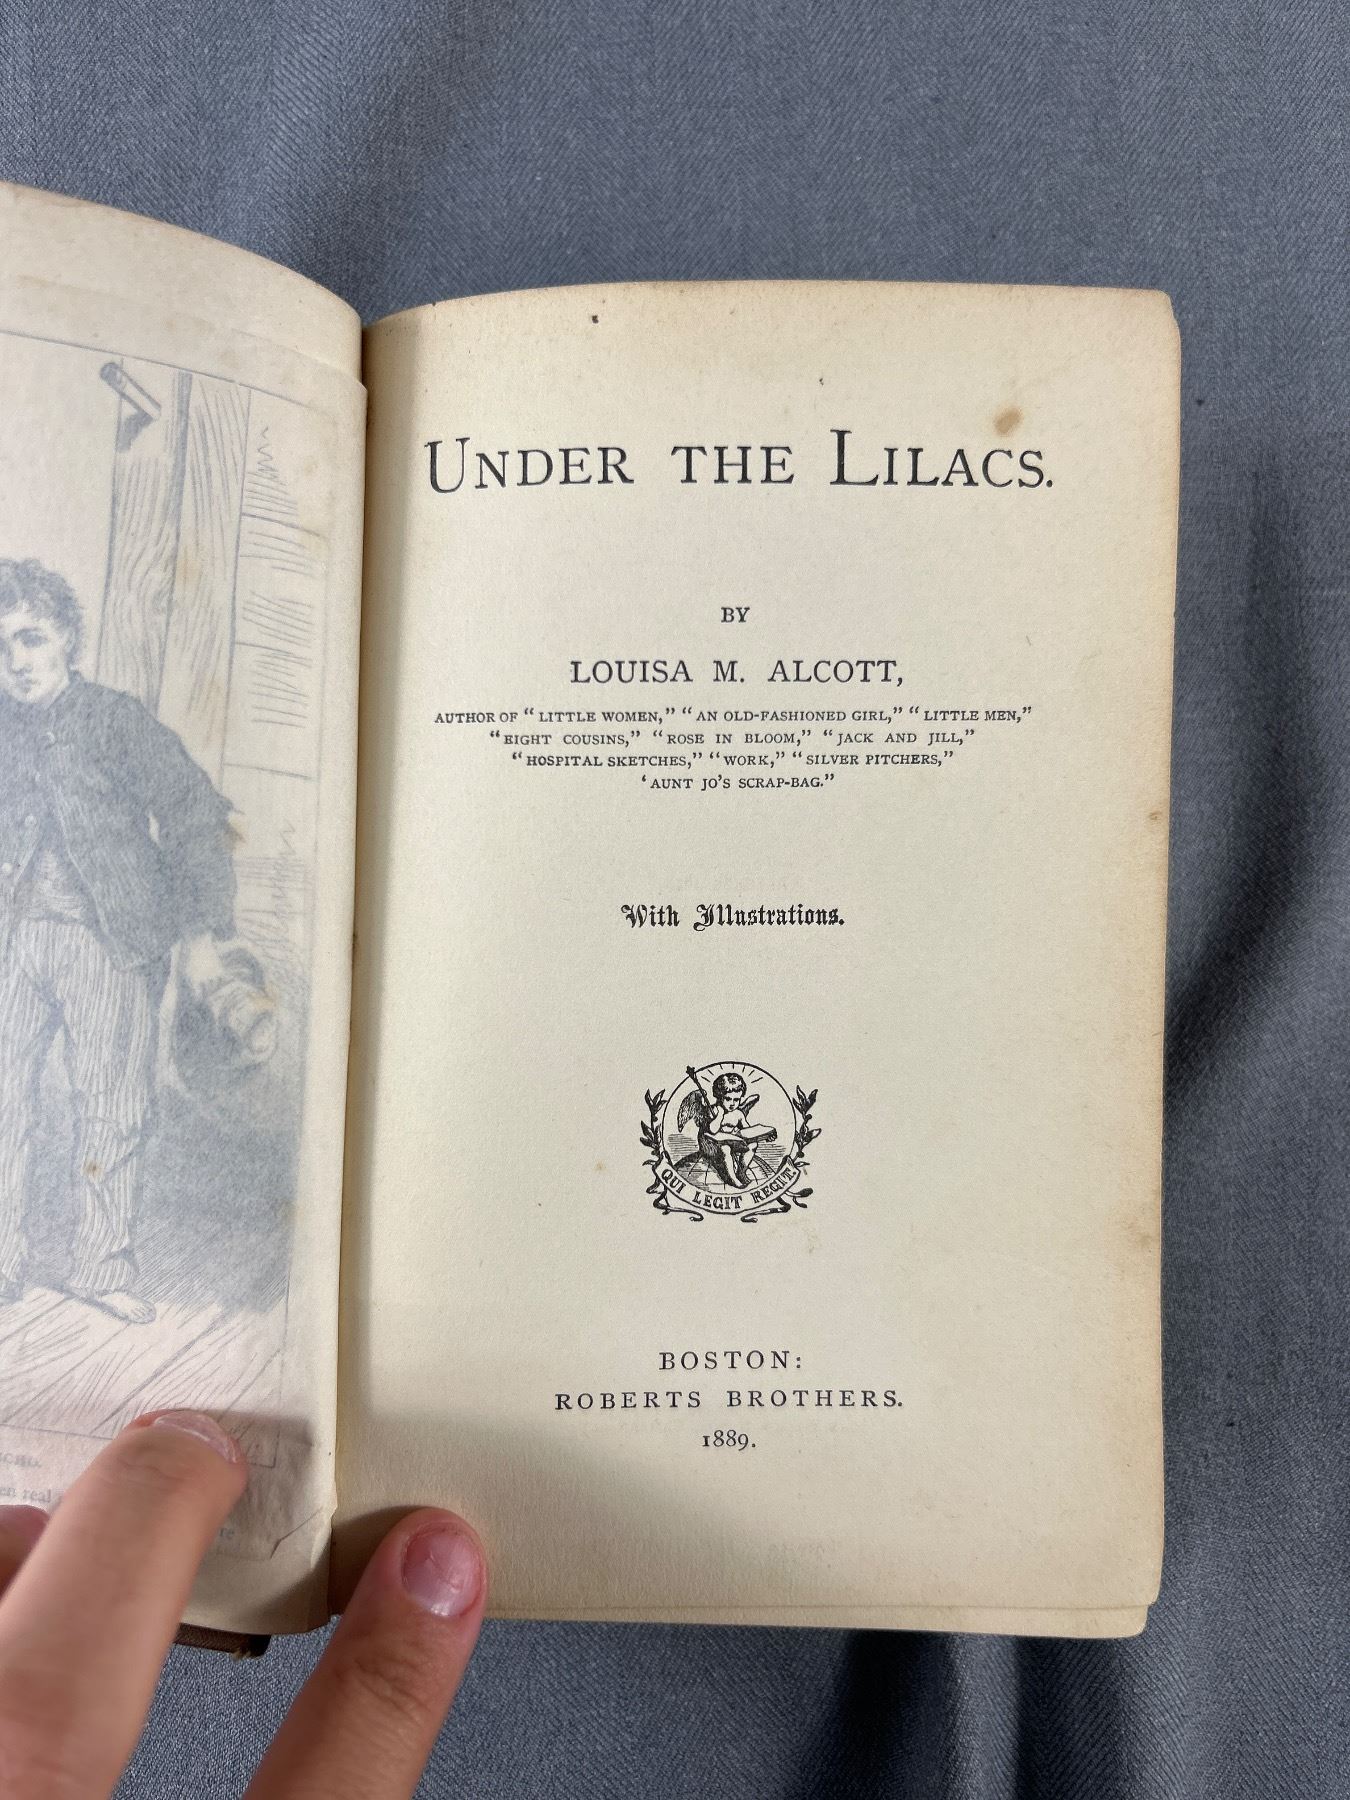 UNDER THE LILACS.
BY
LOUISA M. ALCOTT,
AUTHOR OF "LITTLE WOMEN," "AN OLD-FASHIONED GIRL," "LITTLE MEN,"
"EIGHT COUSINS," "ROSE IN BLOOM," "JACK AND JILL,"
"HOSPITAL SKETCHES," "WORK," "SILVER PITCHERS,"
'AUNT JO'S SCRAP-BAG."
With Illustrations.
QUI LEGIT REGIT.
BOSTON:
ROBERTS BROTHERS.
1889.
real